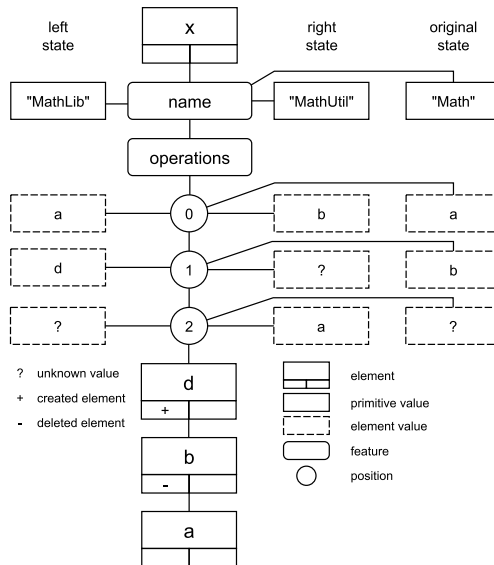 left
state
x
right
state
original
state
"MathLib"
name
"MathUtil"
"Math"
operations
a
0
b
a
d
1
?
b
?
2
a
?
? unknown value
+ created element
- deleted element
d
+
b
-
a
element
primitive value
element value
feature
position